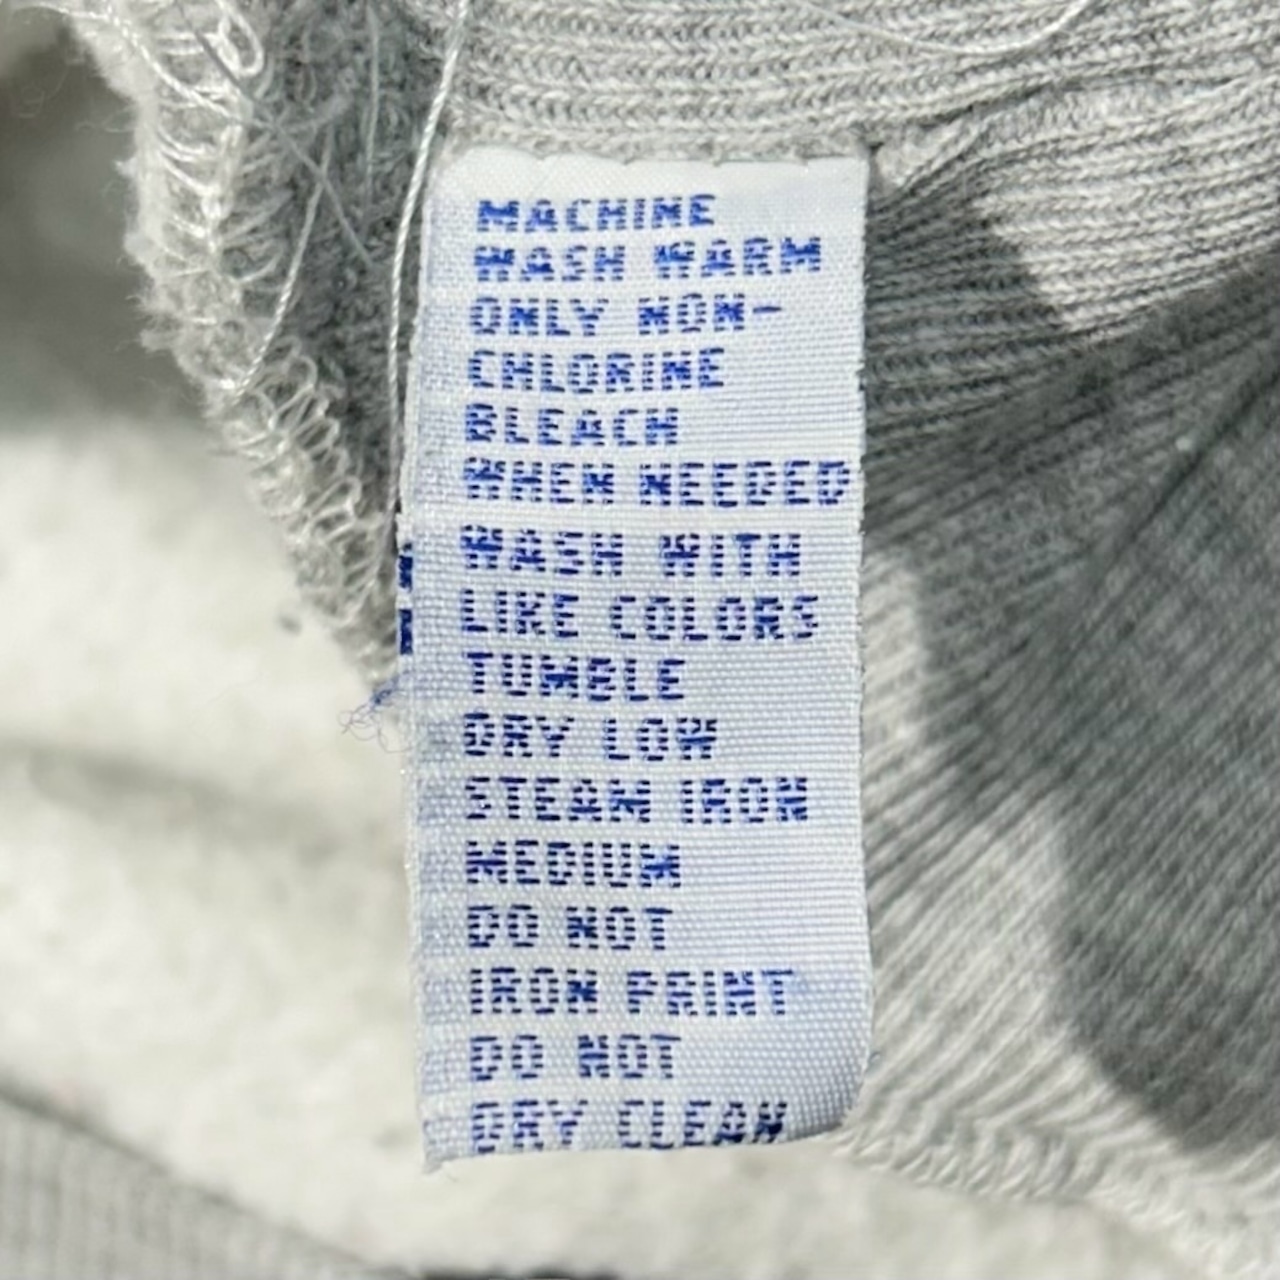 MACHINE
WASH WARM
ONLY NON-
CHLORINE
BLEACH
WHEN NEEDED
WASH WITH
LIKE COLORS
TUMBLE
DRY LOW
STEAM IRON
MEDIUM
DO NOT
IRON PRINT
DO NOT
DRY CLEAN